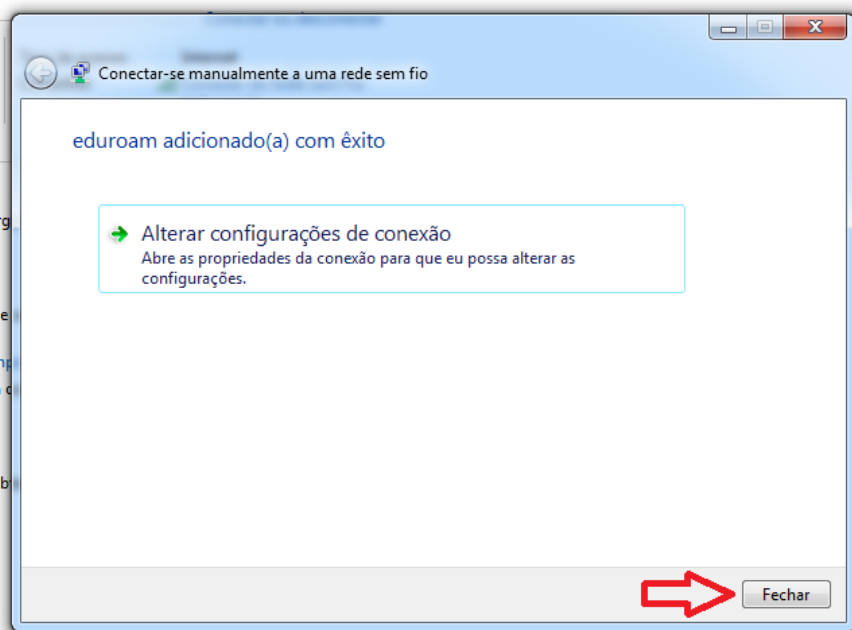 Conectar-se manualmente a uma rede sem fio
eduroam adicionado(a) com êxito
Alterar configurações de conexão
Abre as propriedades da conexão para que eu possa alterar as
configurações.
Fechar